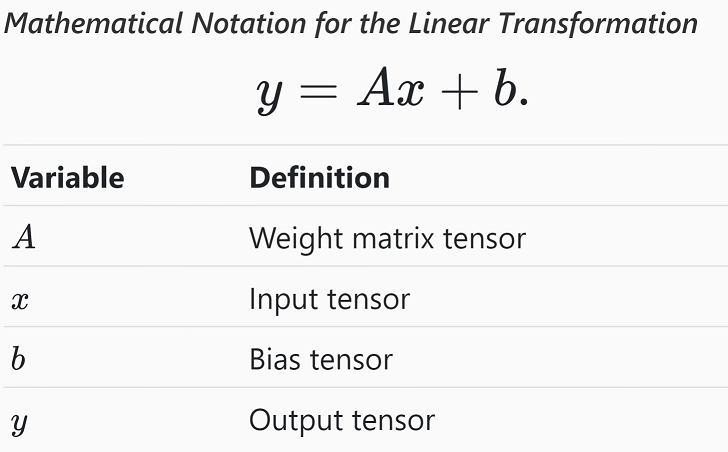 Mathematical Notation for the Linear Transformation
y = Ax + b.
Variable Definition
A Weight matrix tensor
x Input tensor
b Bias tensor
y Output tensor